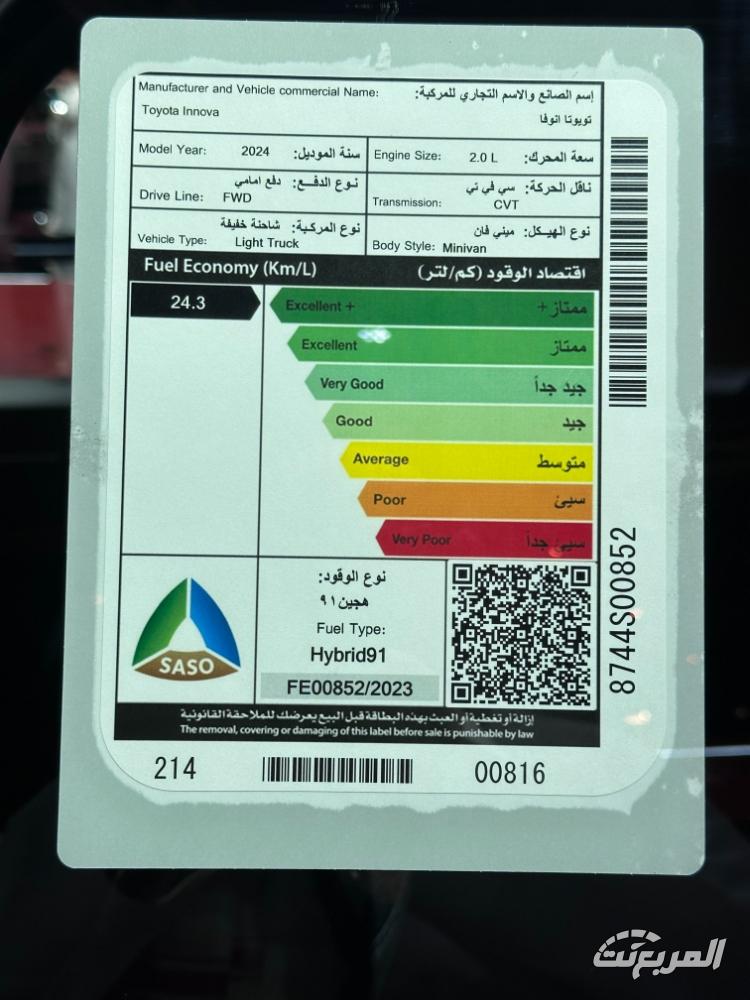 Manufacturer and Vehicle commercial Name: إسم الصانع والاسم التجاري للمركبة:
Toyota Innova تويوتا انوفا
Model Year: 2024 سنة الموديل: Engine Size: 2.0 L سعة المحرك:
نوع الدفع: دفع امامي ناقل الحركة: سي في تي
Drive Line: FWD Transmission: CVT
نوع المركبة: شاحنة خفيفة نوع الهيكل: ميني فان
Vehicle Type: Light Truck Body Style: Minivan
Fuel Economy (Km/L) اقتصاد الوقود (كم/لتر)
24.3 Excellent + ممتاز +
Excellent ممتاز
Very Good جيد جداً
Good جيد
Average متوسط
Poor سيئ
Very Poor سيئ جداً
نوع الوقود:
هجين٩١
Fuel Type:
Hybrid91
FE00852/2023
SASO
إزالة أو تغطية أو العبث بهذه البطاقة قبل البيع يعرضك للملاحقة القانونية
The removal, covering or damaging of this label before sale is punishable by law
214 00816
8744S00852
المربع نت